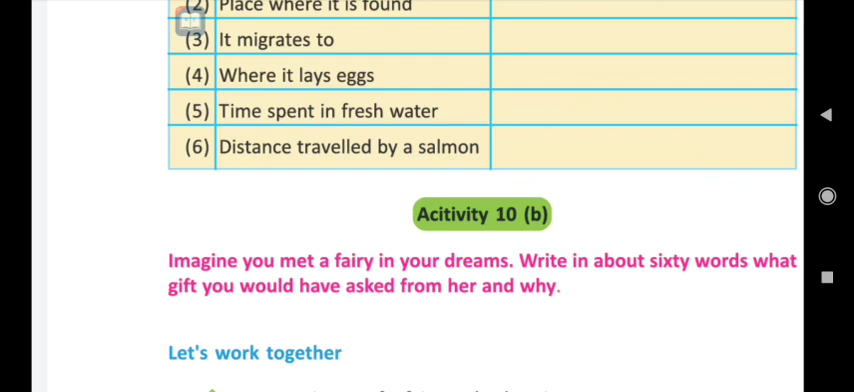 (2) Place where it is found
(3) It migrates to
(4) Where it lays eggs
(5) Time spent in fresh water
(6) Distance travelled by a salmon
Acitivity 10 (b)
Imagine you met a fairy in your dreams. Write in about sixty words what
gift you would have asked from her and why.
Let's work together